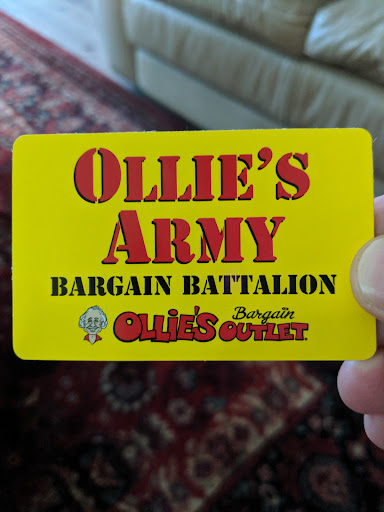 OLLIE'S
ARMY
BARGAIN BATTALION
OLLIE'S Bargain OUTLET